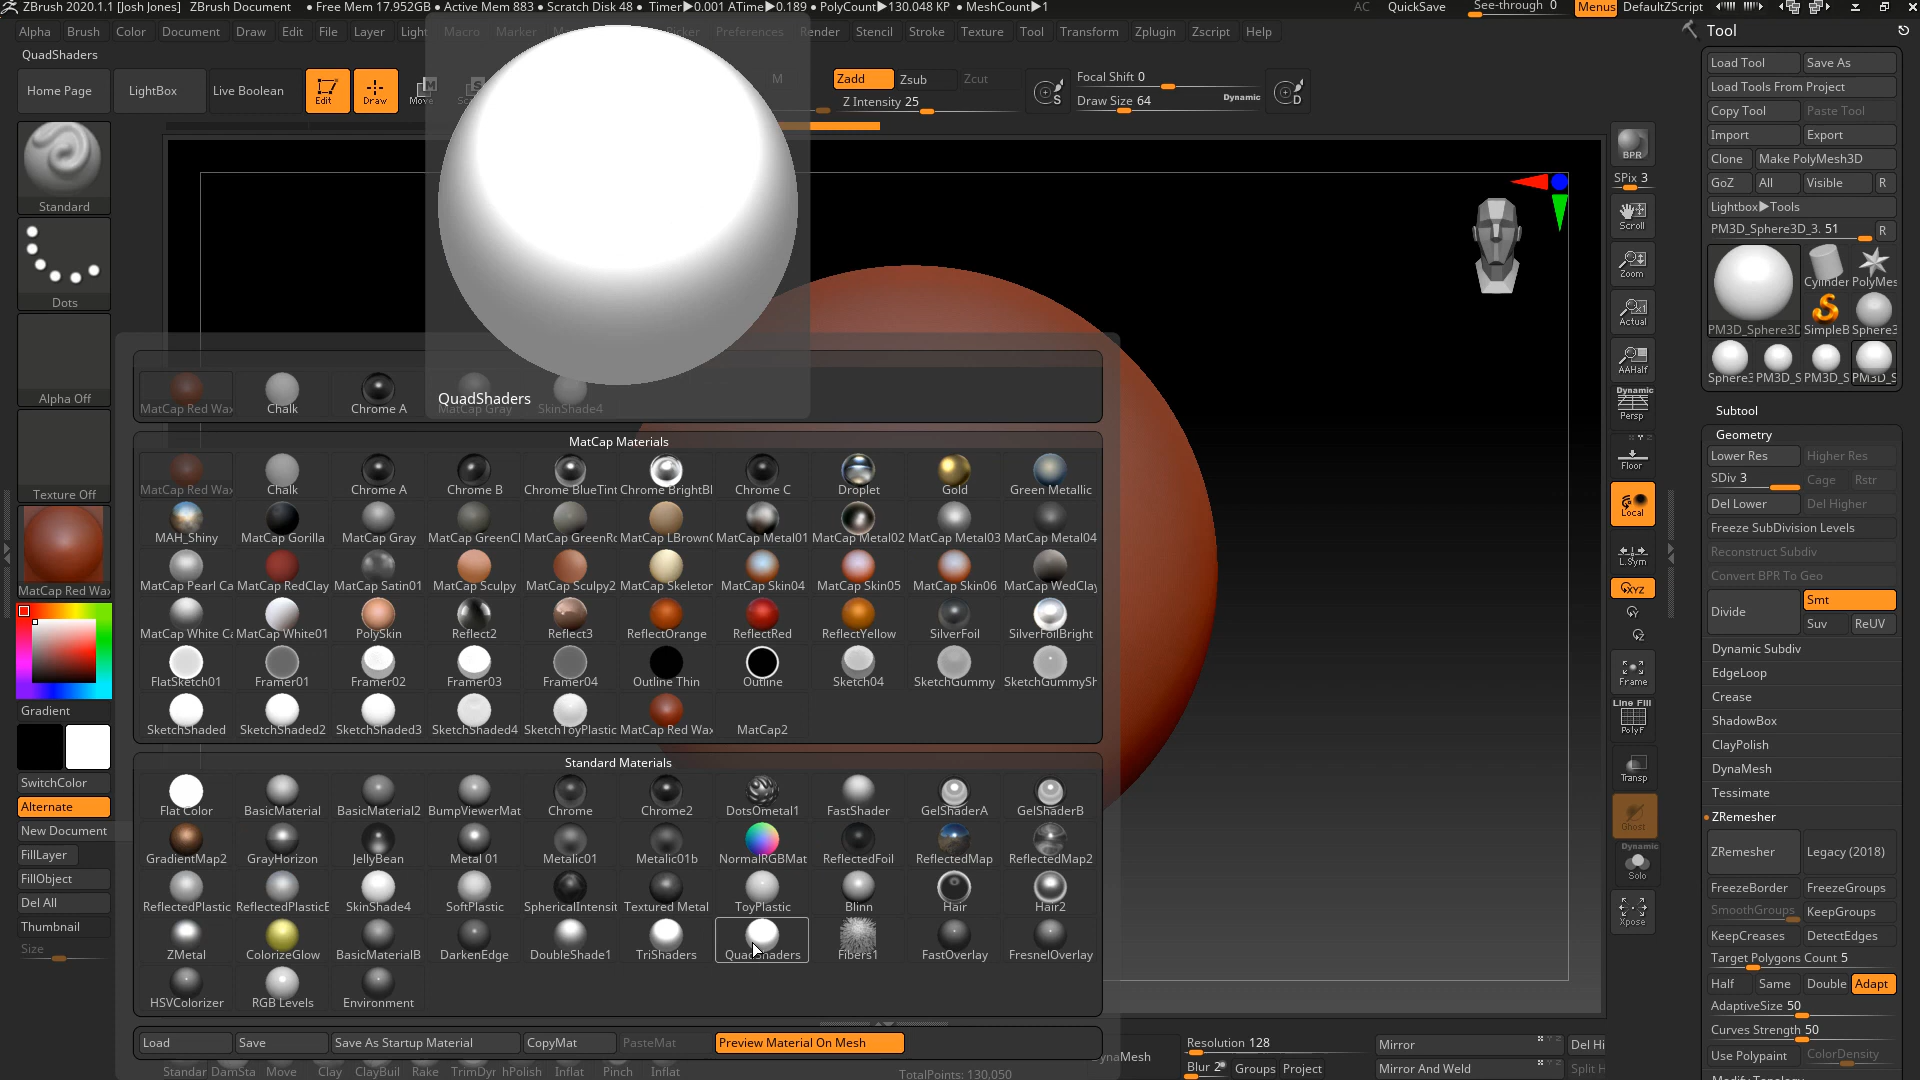 ZBrush 2020.1.1 [Josh Jones] ZBrush Document ● Free Mem 17.952GB ● Active Mem 883 ● Scratch Disk 48 ● Timer▶0.001 ATime▶0.189 ● PolyCount▶130.048 KP ● MeshCount▶1 AC QuickSave See-through 0 Menus DefaultZScript
Alpha Brush Color Document Draw Edit File Layer Light Macro Marker Preferences Render Stencil Stroke Texture Tool Transform Zplugin Zscript Help
QuadShaders
Home Page LightBox Live Boolean Edit Draw Move
M Zadd Zsub Zcut
Z Intensity 25
Focal Shift 0
Draw Size 64 Dynamic
S D
Standard
Dots
Alpha Off
Texture Off
MatCap Red Wax
Gradient
SwitchColor
Alternate
New Document
FillLayer
FillObject
Del All
Thumbnail
Size
QuadShaders
MatCap Red Wax Chalk Chrome A MatCap Gray SkinShade4
MatCap Materials
MatCap Red Wax Chalk Chrome A Chrome B Chrome BlueTint Chrome BrightBl Chrome C Droplet Gold Green Metallic
MAH_Shiny MatCap Gorilla MatCap Gray MatCap GreenCl MatCap GreenRo MatCap LBrownC MatCap Metal01 MatCap Metal02 MatCap Metal03 MatCap Metal04
MatCap Pearl Ca MatCap RedClay MatCap Satin01 MatCap Sculpy MatCap Sculpy2 MatCap Skeletor MatCap Skin04 MatCap Skin05 MatCap Skin06 MatCap WedClay
MatCap White Ca MatCap White01 PolySkin Reflect2 Reflect3 ReflectOrange ReflectRed ReflectYellow SilverFoil SilverFoilBright
FlatSketch01 Framer01 Framer02 Framer03 Framer04 Outline Thin Outline Sketch04 SketchGummy SketchGummySh
SketchShaded SketchShaded2 SketchShaded3 SketchShaded4 SketchToyPlastic MatCap Red Wax MatCap2
Standard Materials
Flat Color BasicMaterial BasicMaterial2 BumpViewerMat Chrome Chrome2 DotsOmetal1 FastShader GelShaderA GelShaderB
GradientMap2 GrayHorizon JellyBean Metal 01 Metalic01 Metalic01b NormalRGBMat ReflectedFoil ReflectedMap ReflectedMap2
ReflectedPlastic ReflectedPlasticE SkinShade4 SoftPlastic SphericalIntensit Textured Metal ToyPlastic Blinn Hair Hair2
ZMetal ColorizeGlow BasicMaterialB DarkenEdge DoubleShade1 TriShaders QuadShaders Fibers1 FastOverlay FresnelOverlay
HSVColorizer RGB Levels Environment
Load Save Save As Startup Material CopyMat PasteMat Preview Material On Mesh
Standar DamSta Move Clay ClayBuil Rake TrimDyr hPolish Inflat Pinch Inflat
TotalPoints: 130,050
Resolution 128
Blur 2 Groups Project
Mirror
Mirror And Weld
Del Hi
Split H
BPR
SPix 3
Scroll
Zoom
Actual
AAHalf
Dynamic
Persp
Floor
Local
L.Sym
XYZ
Frame
Line Fill
PolyF
Transp
Ghost
Dynamic
Solo
Xpose
Tool
Load Tool Save As
Load Tools From Project
Copy Tool Paste Tool
Import Export
Clone Make PolyMesh3D
GoZ All Visible R
Lightbox▶Tools
PM3D_Sphere3D_3. 51 R
PM3D_Sphere3D Cylinder PolyMes
SimpleB Sphere3
Sphere3 PM3D_S PM3D_S PM3D_S
Subtool
Geometry
Lower Res Higher Res
SDiv 3 Cage Rstr
Del Lower Del Higher
Freeze SubDivision Levels
Reconstruct Subdiv
Convert BPR To Geo
Divide Smt
Suv ReUV
Dynamic Subdiv
EdgeLoop
Crease
ShadowBox
ClayPolish
DynaMesh
Tessimate
ZRemesher
ZRemesher Legacy (2018)
FreezeBorder FreezeGroups
SmoothGroups KeepGroups
KeepCreases DetectEdges
Target Polygons Count 5
Half Same Double Adapt
AdaptiveSize 50
Curves Strength 50
Use Polypaint ColorDensity